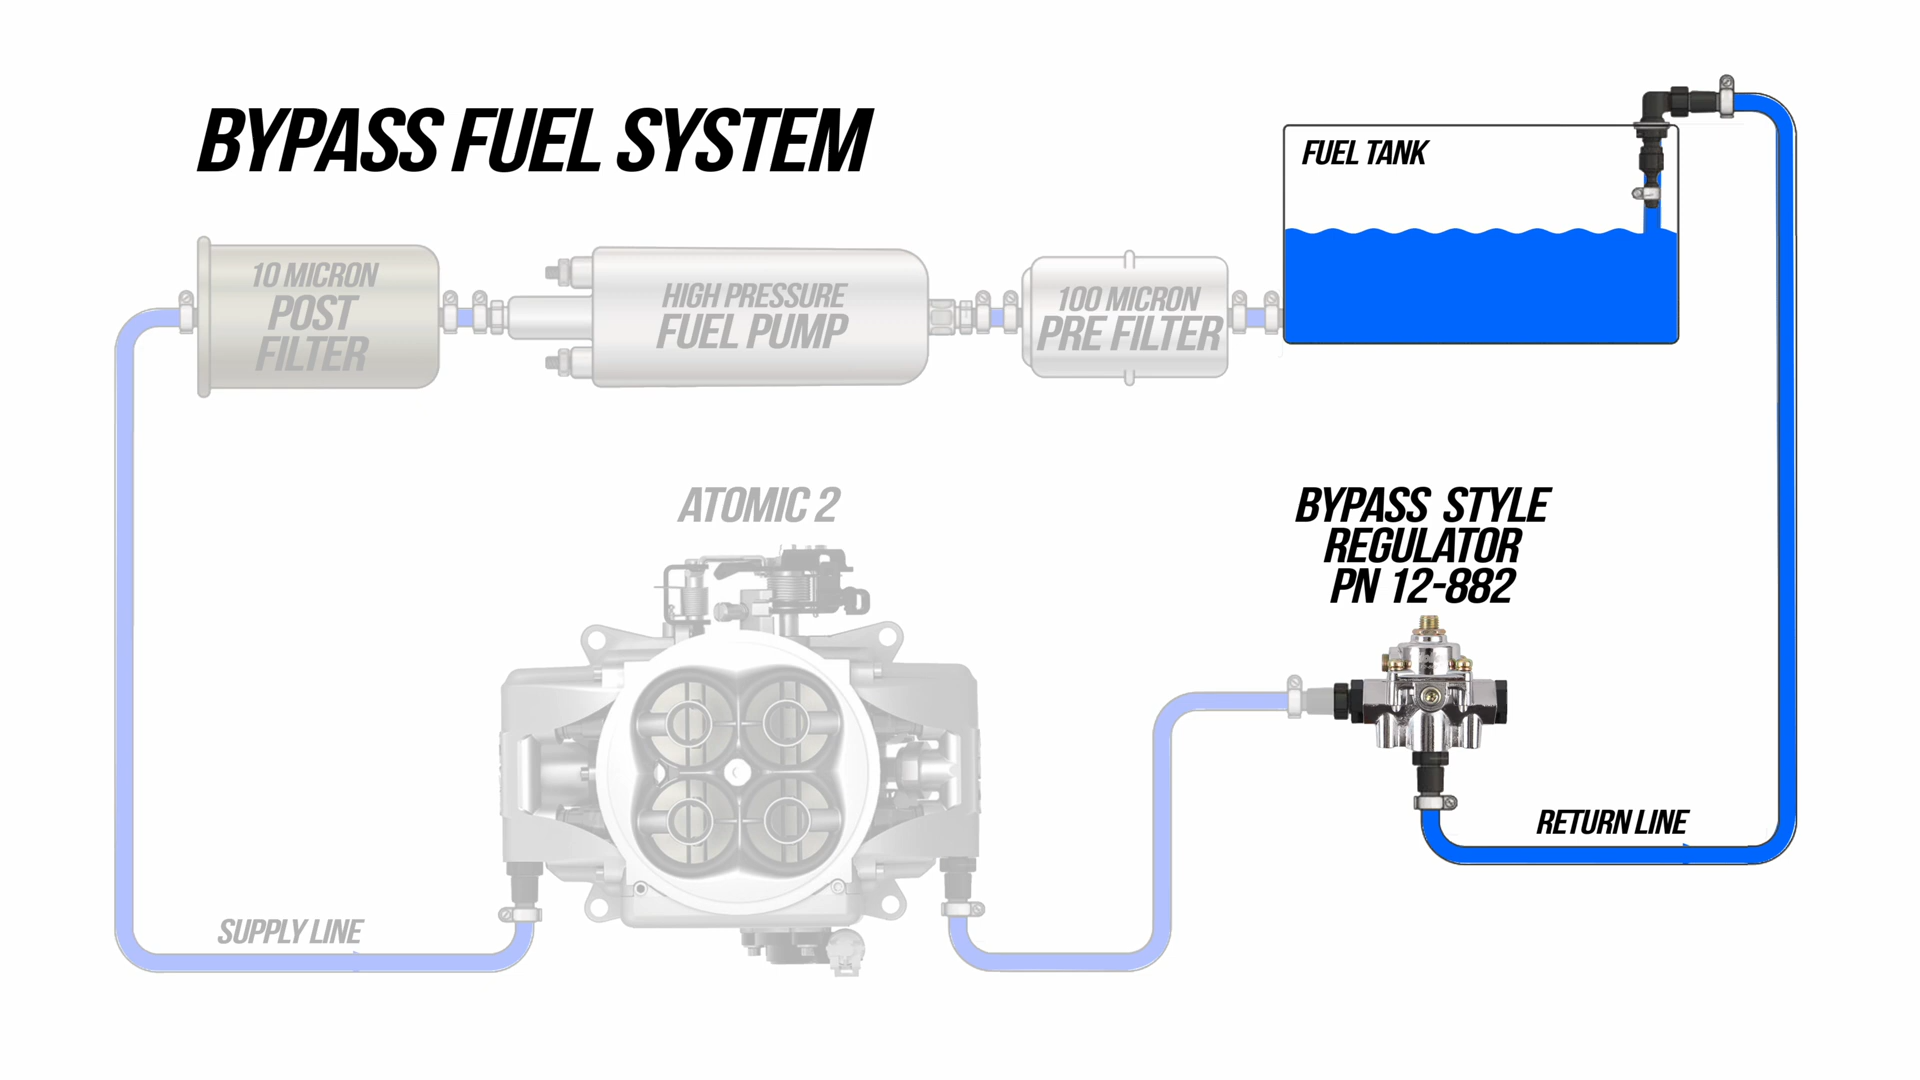 BYPASS FUEL SYSTEM
FUEL TANK
10 MICRON
POST
FILTER
HIGH PRESSURE
FUEL PUMP
100 MICRON
PRE FILTER
ATOMIC 2
BYPASS STYLE
REGULATOR
PN 12-882
RETURN LINE
SUPPLY LINE